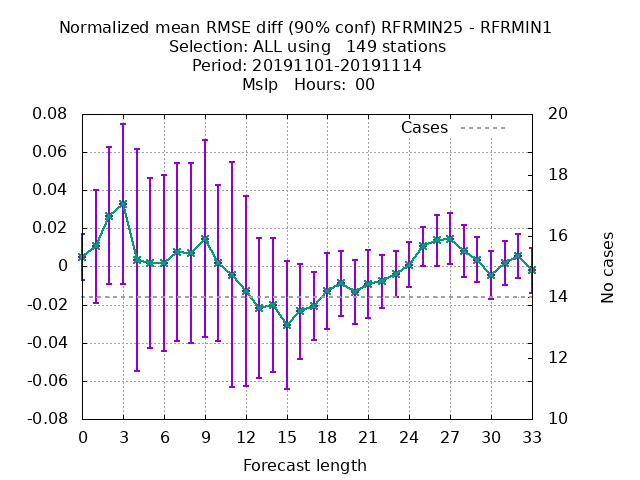 Normalized mean RMSE diff (90% conf) RFRMIN25 - RFRMIN1
Selection: ALL using   149 stations
Period: 20191101-20191114
Mslp   Hours: 00
Cases
0.08
0.06
0.04
0.02
0
-0.02
-0.04
-0.06
-0.08
20
18
16
14
12
10
No cases
0 3 6 9 12 15 18 21 24 27 30 33
Forecast length